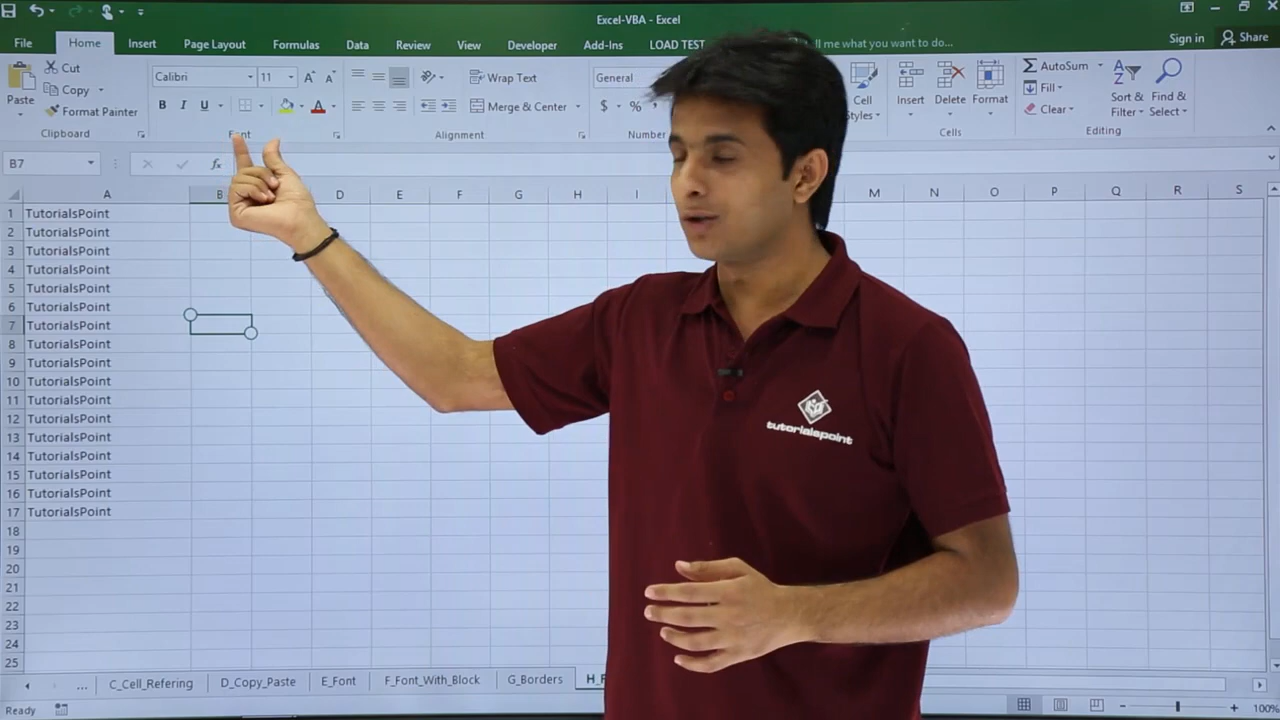 Excel-VBA - Excel
File Home Insert Page Layout Formulas Data Review View Developer Add-Ins LOAD TEST ll me what you want to do... Sign in Share
Paste Cut Copy Format Painter Clipboard
Calibri 11 B I U A Font
Wrap Text Merge & Center Alignment
General $ % Number
Cell Styles
Insert Delete Format Cells
AutoSum Fill Clear Sort & Filter Find & Select Editing
B7 fx
A B D E F G H I M N O P Q R S
1 TutorialsPoint
2 TutorialsPoint
3 TutorialsPoint
4 TutorialsPoint
5 TutorialsPoint
6 TutorialsPoint
7 TutorialsPoint
8 TutorialsPoint
9 TutorialsPoint
10 TutorialsPoint
11 TutorialsPoint
12 TutorialsPoint
13 TutorialsPoint
14 TutorialsPoint
15 TutorialsPoint
16 TutorialsPoint
17 TutorialsPoint
18
19
20
21
22
23
24
25
tutorialspoint
... C_Cell_Refering D_Copy_Paste E_Font F_Font_With_Block G_Borders
Ready 100%